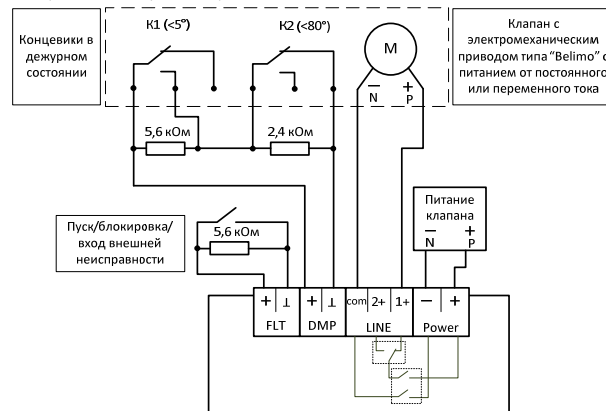 Концевики в
дежурном
состоянии
К1 (<5°)
К2 (<80°)
М
N
P
Клапан с
электромеханическим
приводом типа “Belimo” с
питанием от постоянного
или переменного тока
5,6 кОм
2,4 кОм
Пуск/блокировка/
вход внешней
неисправности
5,6 кОм
Питание
клапана
− +
N P
+ ⊥ + ⊥ com 2+ 1+ − +
FLT DMP LINE Power